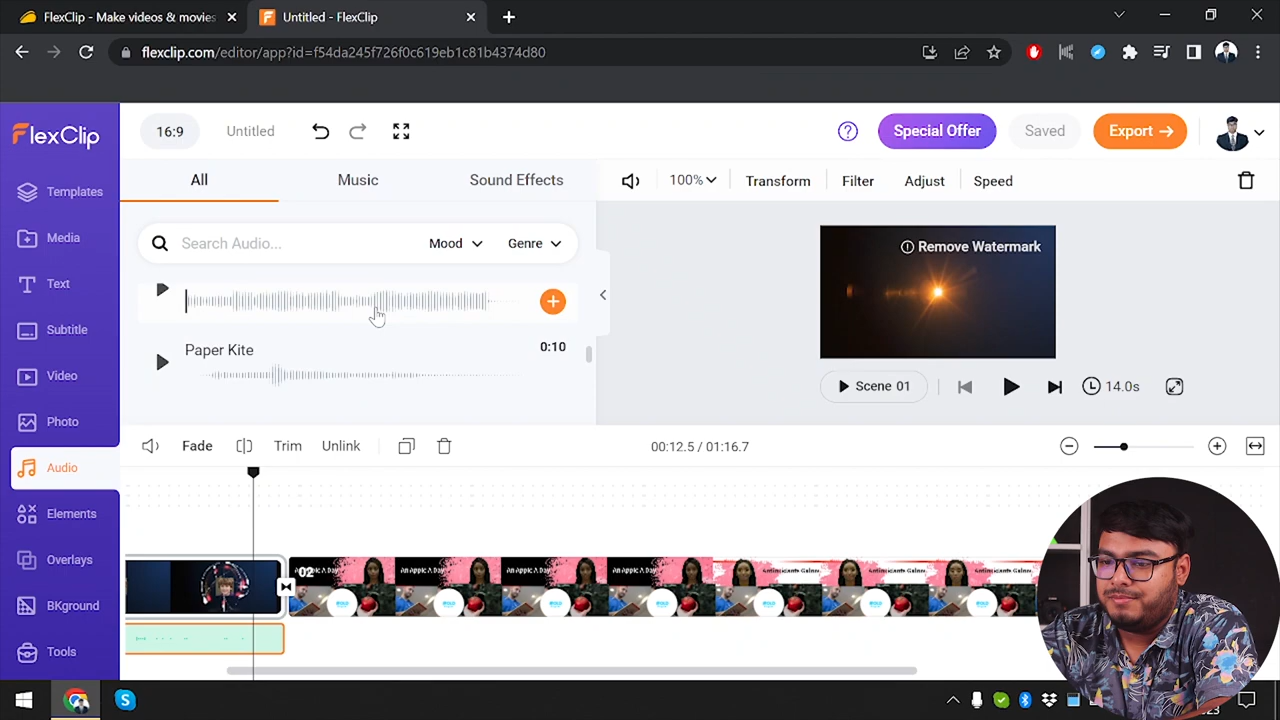 FlexClip - Make videos & movies
Untitled - FlexClip
flexclip.com/editor/app?id=f54da245f726f0c619eb1c81b4374d80
FlexClip
16:9
Untitled
Special Offer
Saved
Export →
Templates
Media
Text
Subtitle
Video
Photo
Audio
Elements
Overlays
BKground
Tools
All
Music
Sound Effects
100%
Transform
Filter
Adjust
Speed
Search Audio...
Mood
Genre
Remove Watermark
Paper Kite
0:10
Scene 01
14.0s
Fade
Trim
Unlink
00:12.5 / 01:16.7
02